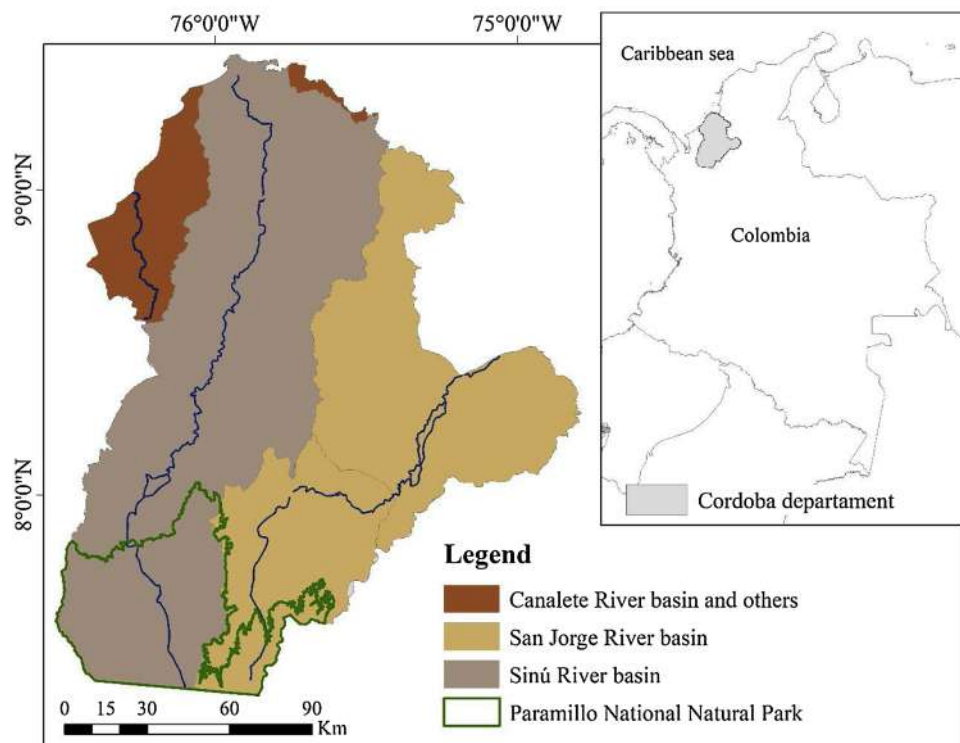 76°0'0"W
75°0'0"W
9°0'0"N
8°0'0"N
Caribbean sea
Colombia
Cordoba departament
Legend
Canalete River basin and others
San Jorge River basin
Sinú River basin
Paramillo National Natural Park
0 15 30 60 90
Km